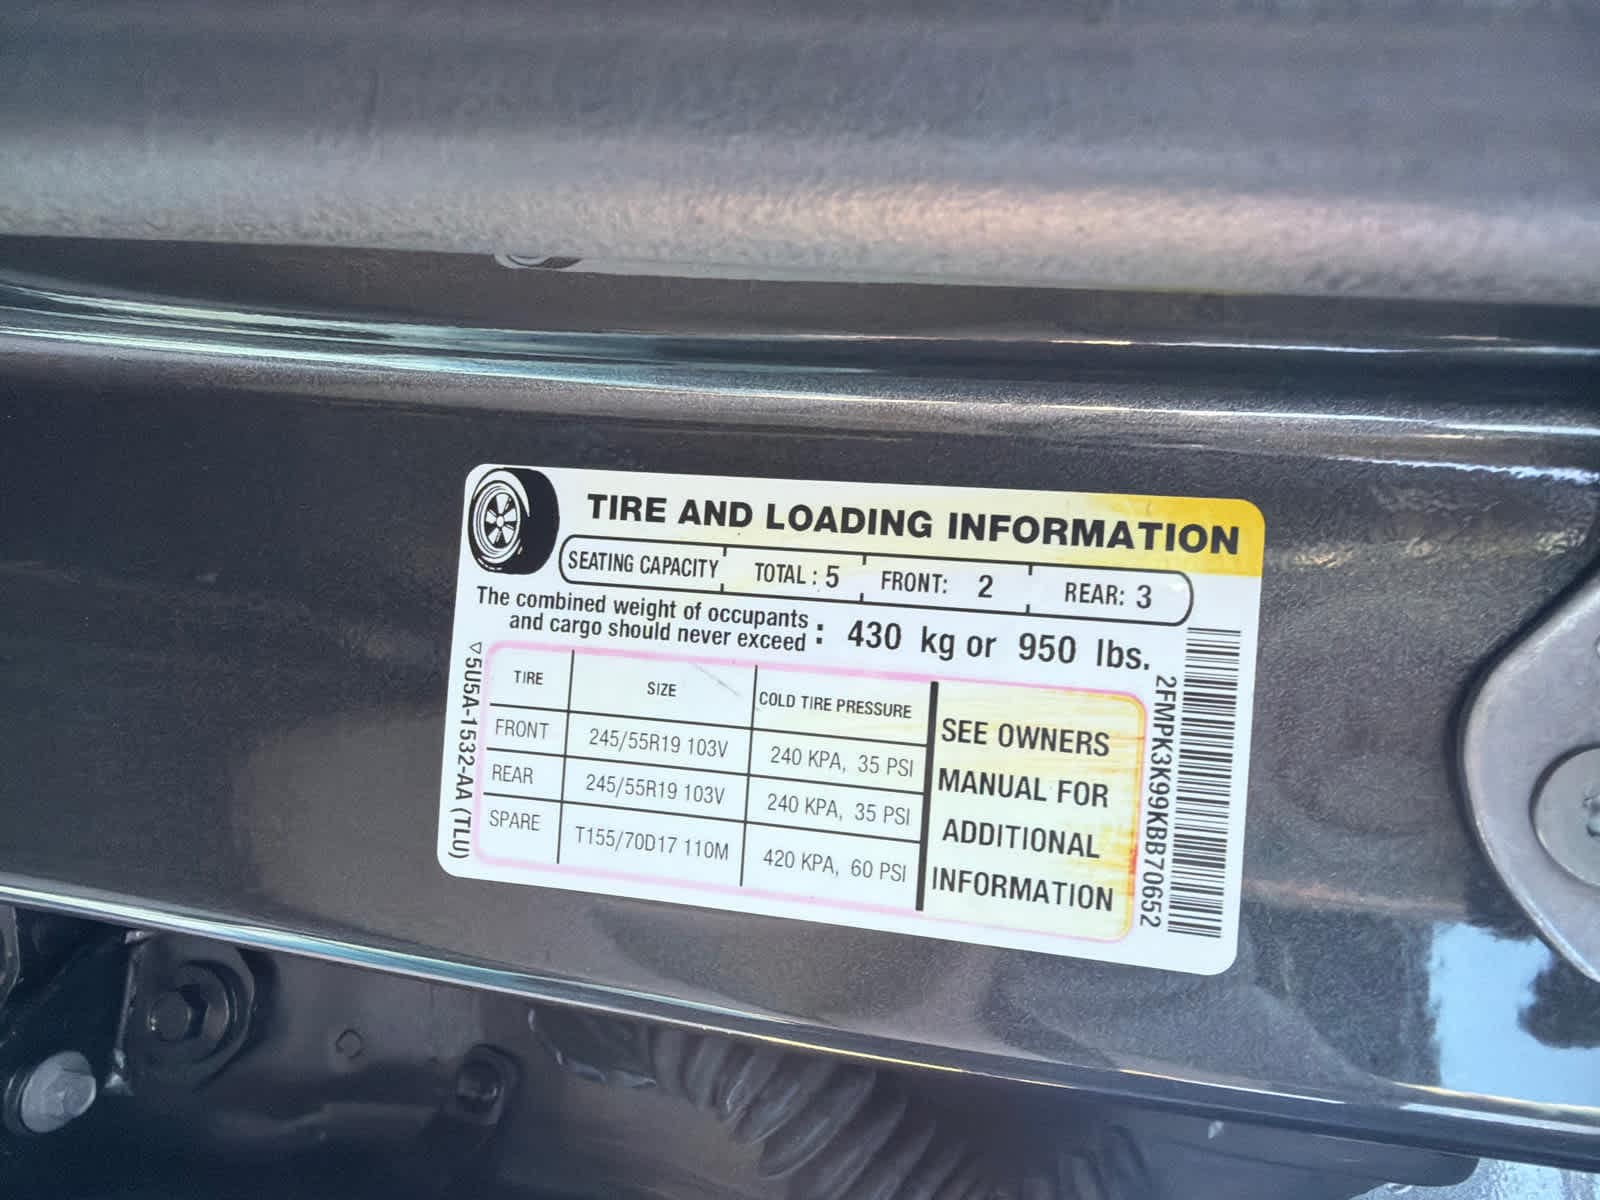 TIRE AND LOADING INFORMATION
SEATING CAPACITY TOTAL: 5 FRONT: 2 REAR: 3
The combined weight of occupants
and cargo should never exceed : 430 kg or 950 lbs.
TIRE SIZE COLD TIRE PRESSURE
FRONT 245/55R19 103V 240 KPA, 35 PSI
REAR 245/55R19 103V 240 KPA, 35 PSI
SPARE T155/70D17 110M 420 KPA, 60 PSI
SEE OWNERS
MANUAL FOR
ADDITIONAL
INFORMATION
▽5U5A-1532-AA (TLU)
2FMPK3K99KBB70652